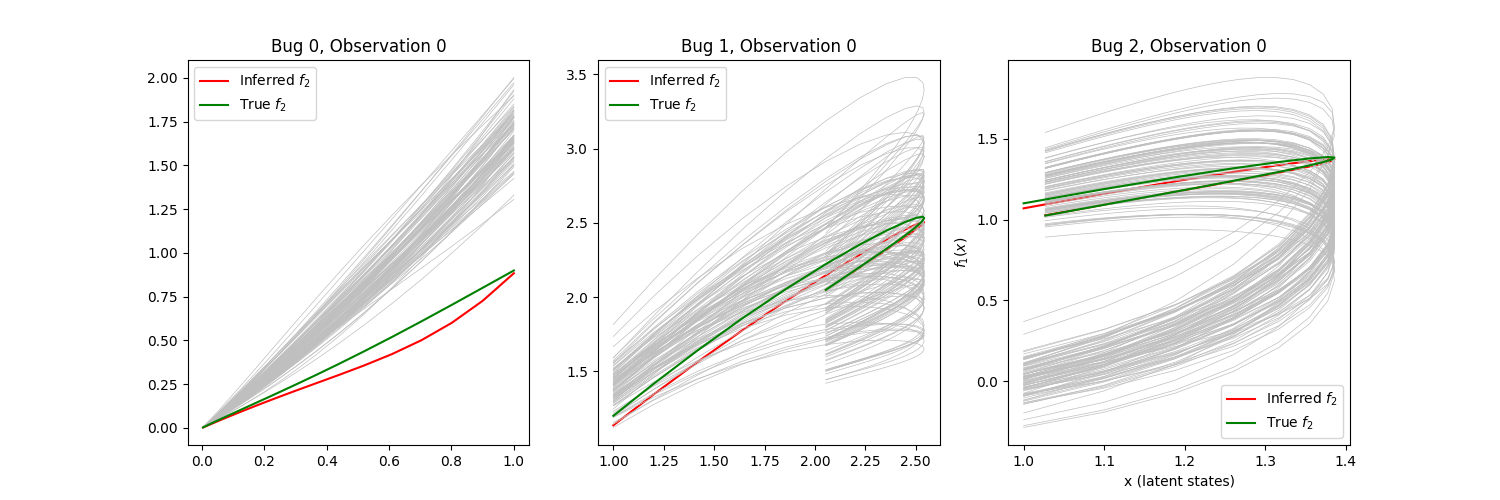 Bug 0, Observation 0
Inferred f₂
True f₂
2.00
1.75
1.50
1.25
1.00
0.75
0.50
0.25
0.00
0.0 0.2 0.4 0.6 0.8 1.0
Bug 1, Observation 0
Inferred f₂
True f₂
3.5
3.0
2.5
2.0
1.5
1.00 1.25 1.50 1.75 2.00 2.25 2.50
Bug 2, Observation 0
f₁(x)
1.5
1.0
0.5
0.0
Inferred f₂
True f₂
1.0 1.1 1.2 1.3 1.4
x (latent states)